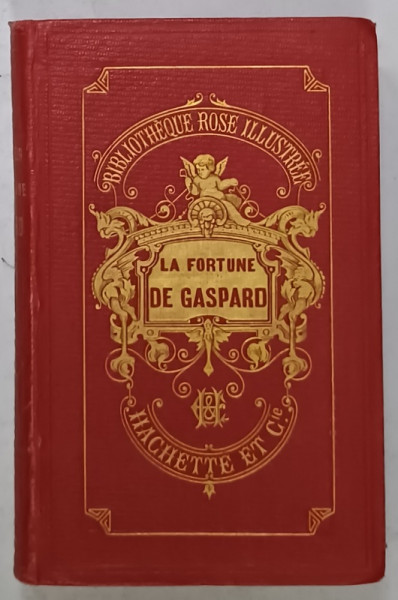 BIBLIOTHÈQUE ROSE ILLUSTRÉE
LA FORTUNE
DE GASPARD
HACHETTE ET Cie